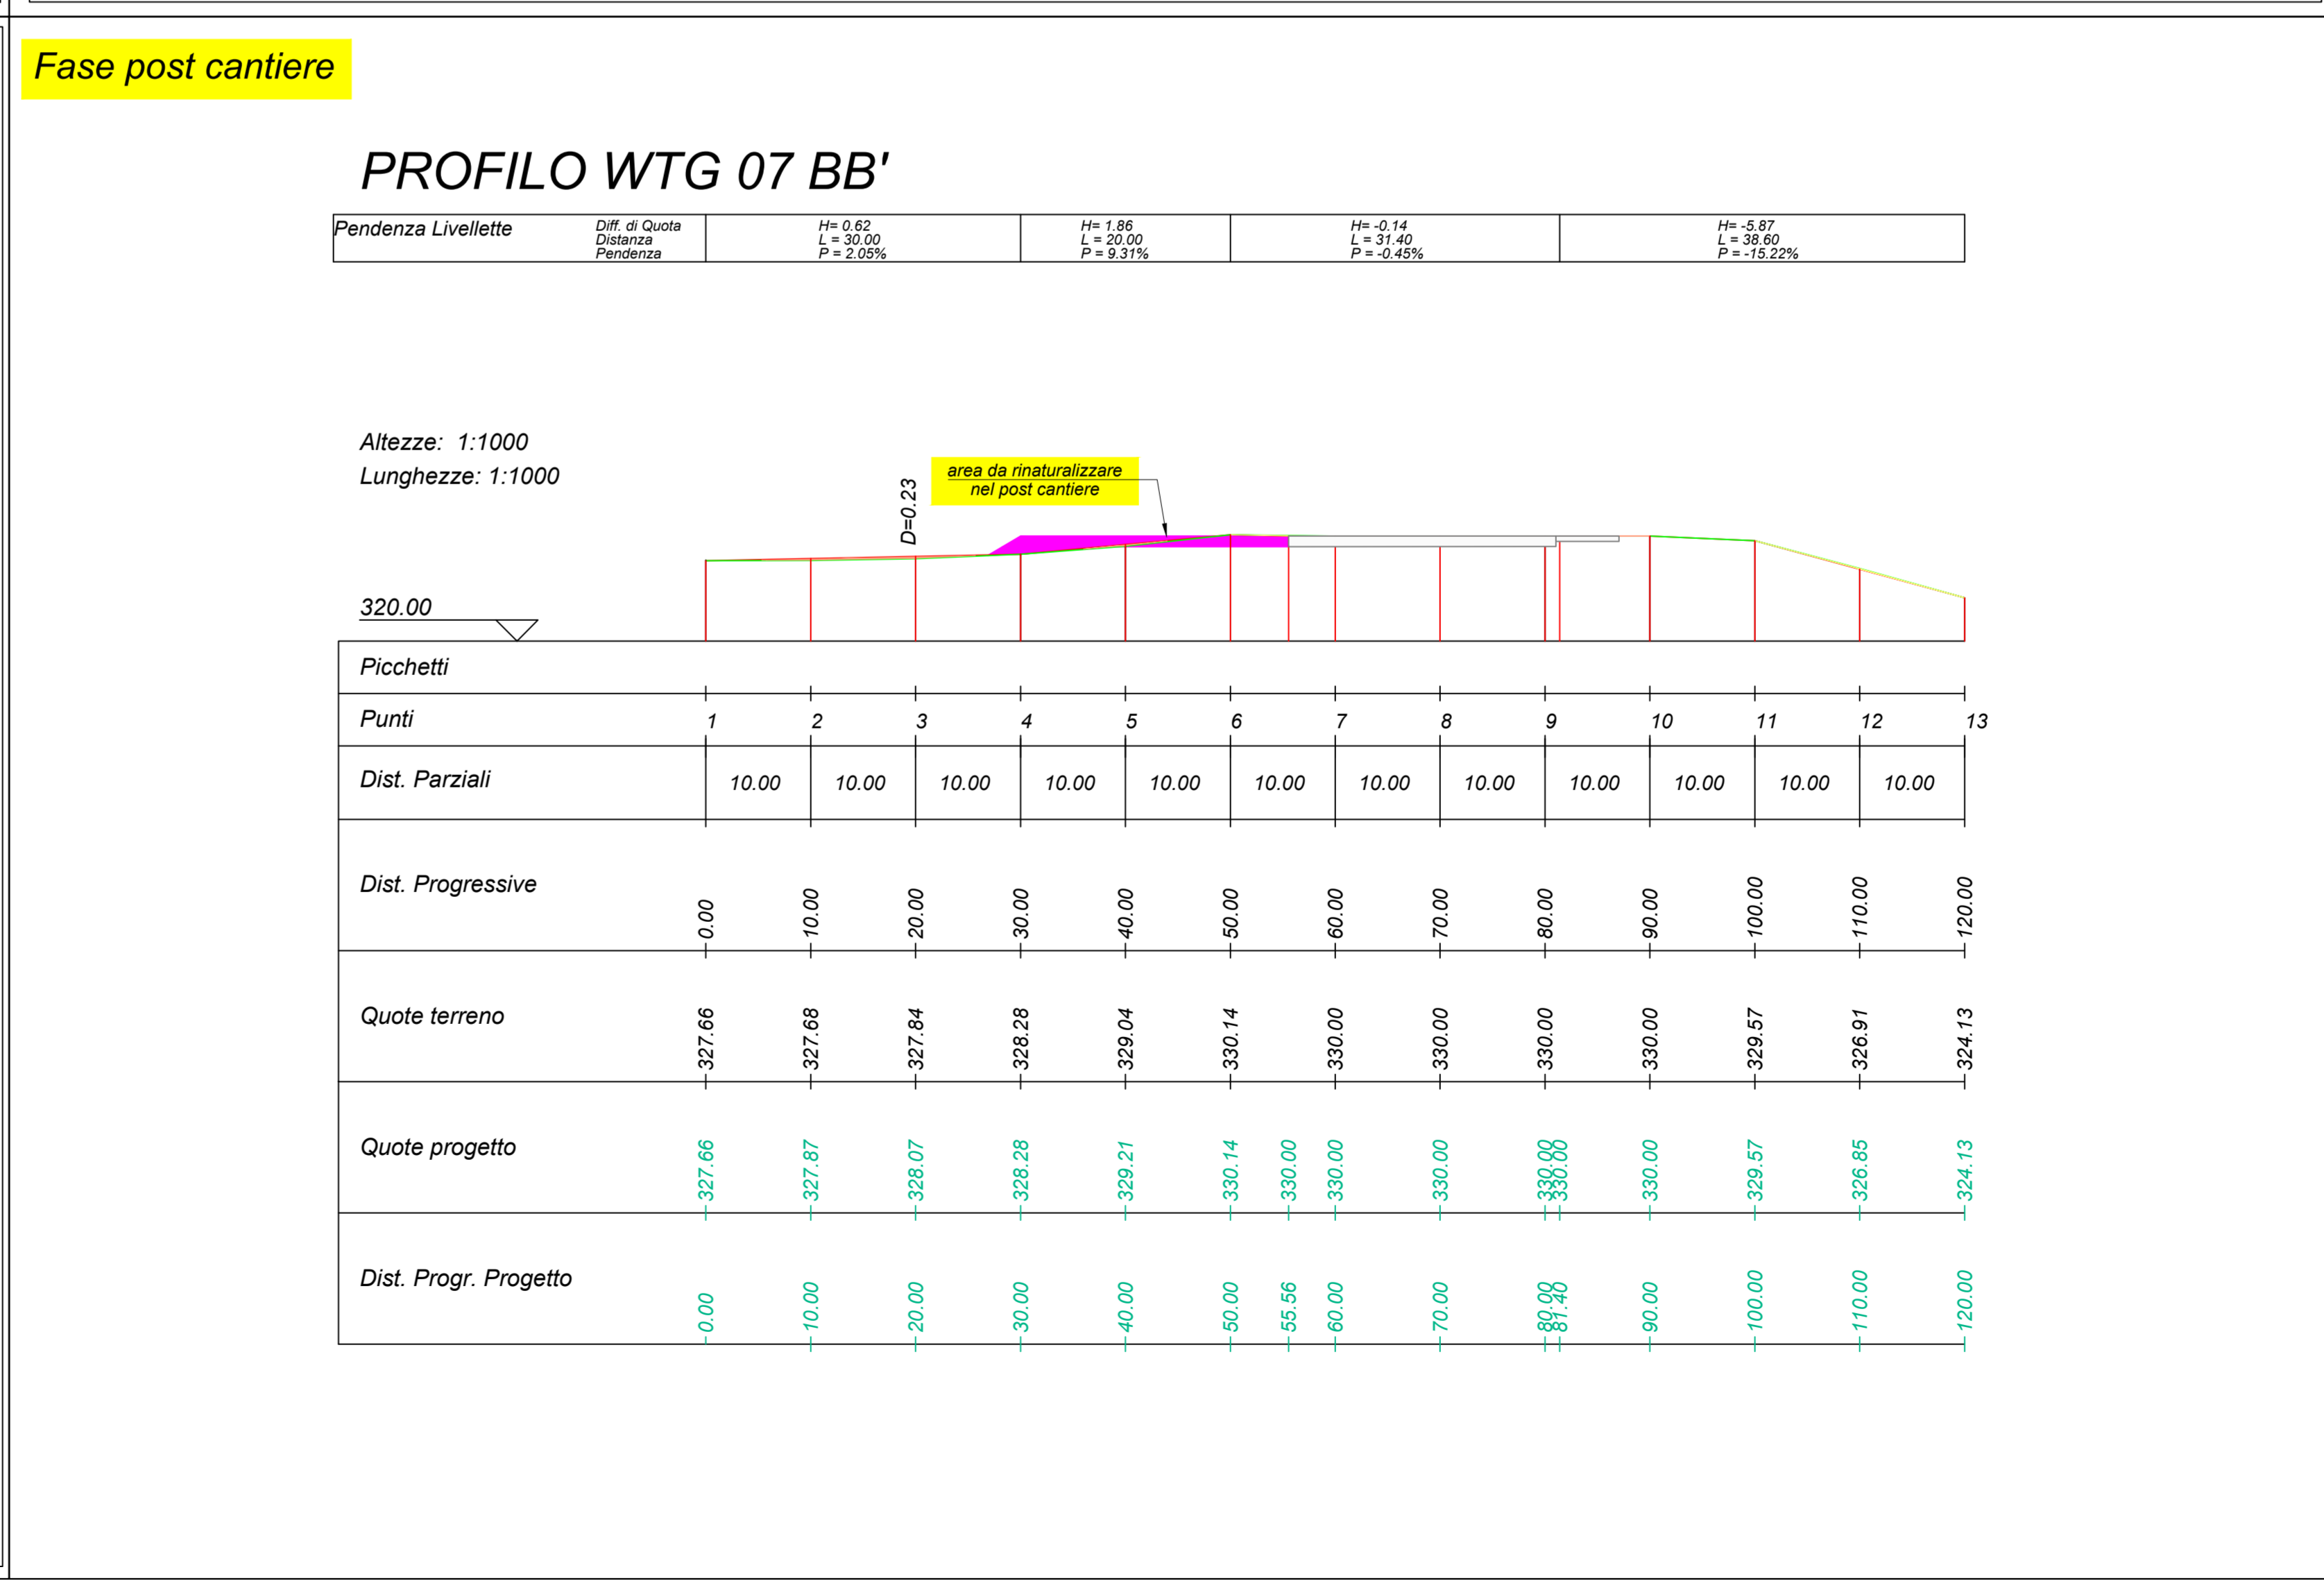 Fase post cantiere
PROFILO WTG 07 BB'
Pendenza Livellette
Diff. di Quota
Distanza
Pendenza
H= 0.62
L = 30.00
P = 2.05%
H= 1.86
L = 20.00
P = 9.31%
H= -0.14
L = 31.40
P = -0.45%
H= -5.87
L = 38.60
P = -15.22%
Altezze: 1:1000
Lunghezze: 1:1000
D=0.23
area da rinaturalizzare
nel post cantiere
320.00
Picchetti
Punti 1 2 3 4 5 6 7 8 9 10 11 12 13
Dist. Parziali 10.00 10.00 10.00 10.00 10.00 10.00 10.00 10.00 10.00 10.00 10.00 10.00
Dist. Progressive 0.00 10.00 20.00 30.00 40.00 50.00 60.00 70.00 80.00 90.00 100.00 110.00 120.00
Quote terreno 327.66 327.68 327.84 328.28 329.04 330.14 330.00 330.00 330.00 330.00 329.57 326.91 324.13
Quote progetto 327.66 327.87 328.07 328.28 329.21 330.14 330.00 330.00 330.00 330.00 330.00 330.00 329.57 326.85 324.13
Dist. Progr. Progetto 0.00 10.00 20.00 30.00 40.00 50.00 55.56 60.00 70.00 80.00 81.40 90.00 100.00 110.00 120.00